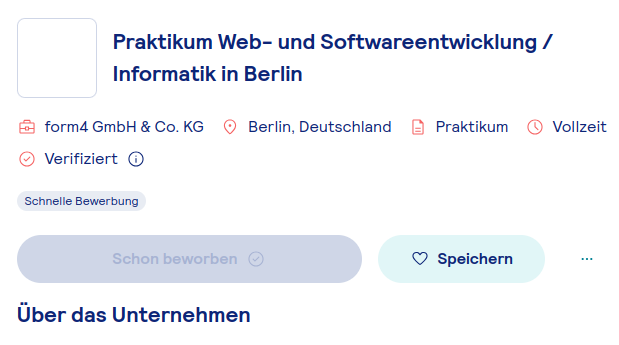 Praktikum Web- und Softwareentwicklung /
Informatik in Berlin
form4 GmbH & Co. KG Berlin, Deutschland Praktikum Vollzeit
Verifiziert
Schnelle Bewerbung
Schon beworben Speichern ...
Über das Unternehmen